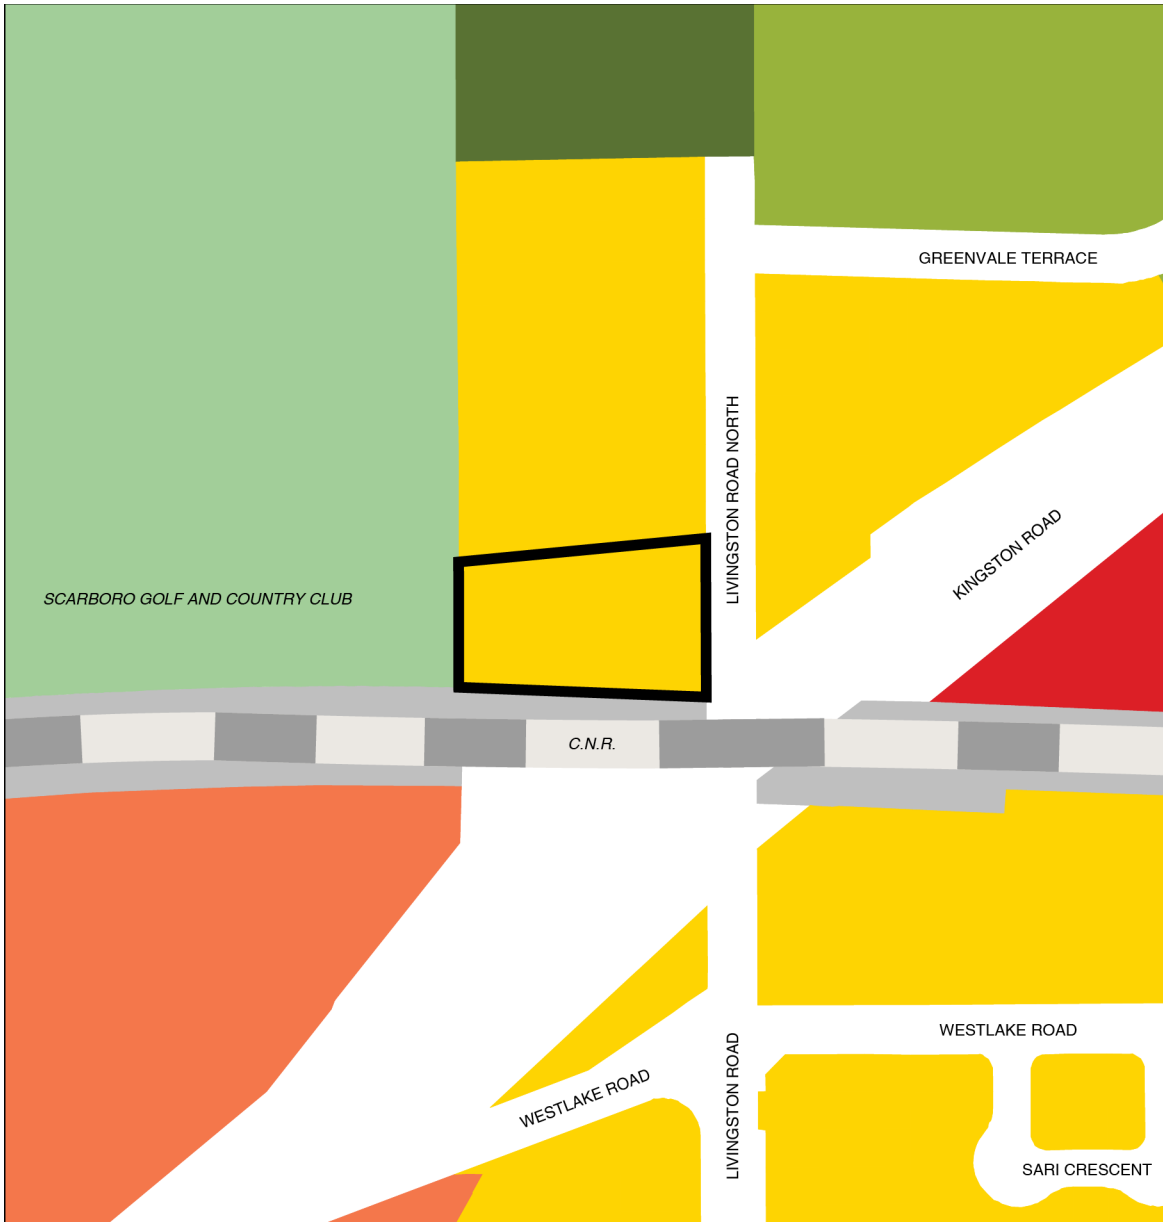 GREENVALE TERRACE
LIVINGSTON ROAD NORTH
KINGSTON ROAD
SCARBORO GOLF AND COUNTRY CLUB
C.N.R.
WESTLAKE ROAD
WESTLAKE ROAD
LIVINGSTON ROAD
SARI CRESCENT